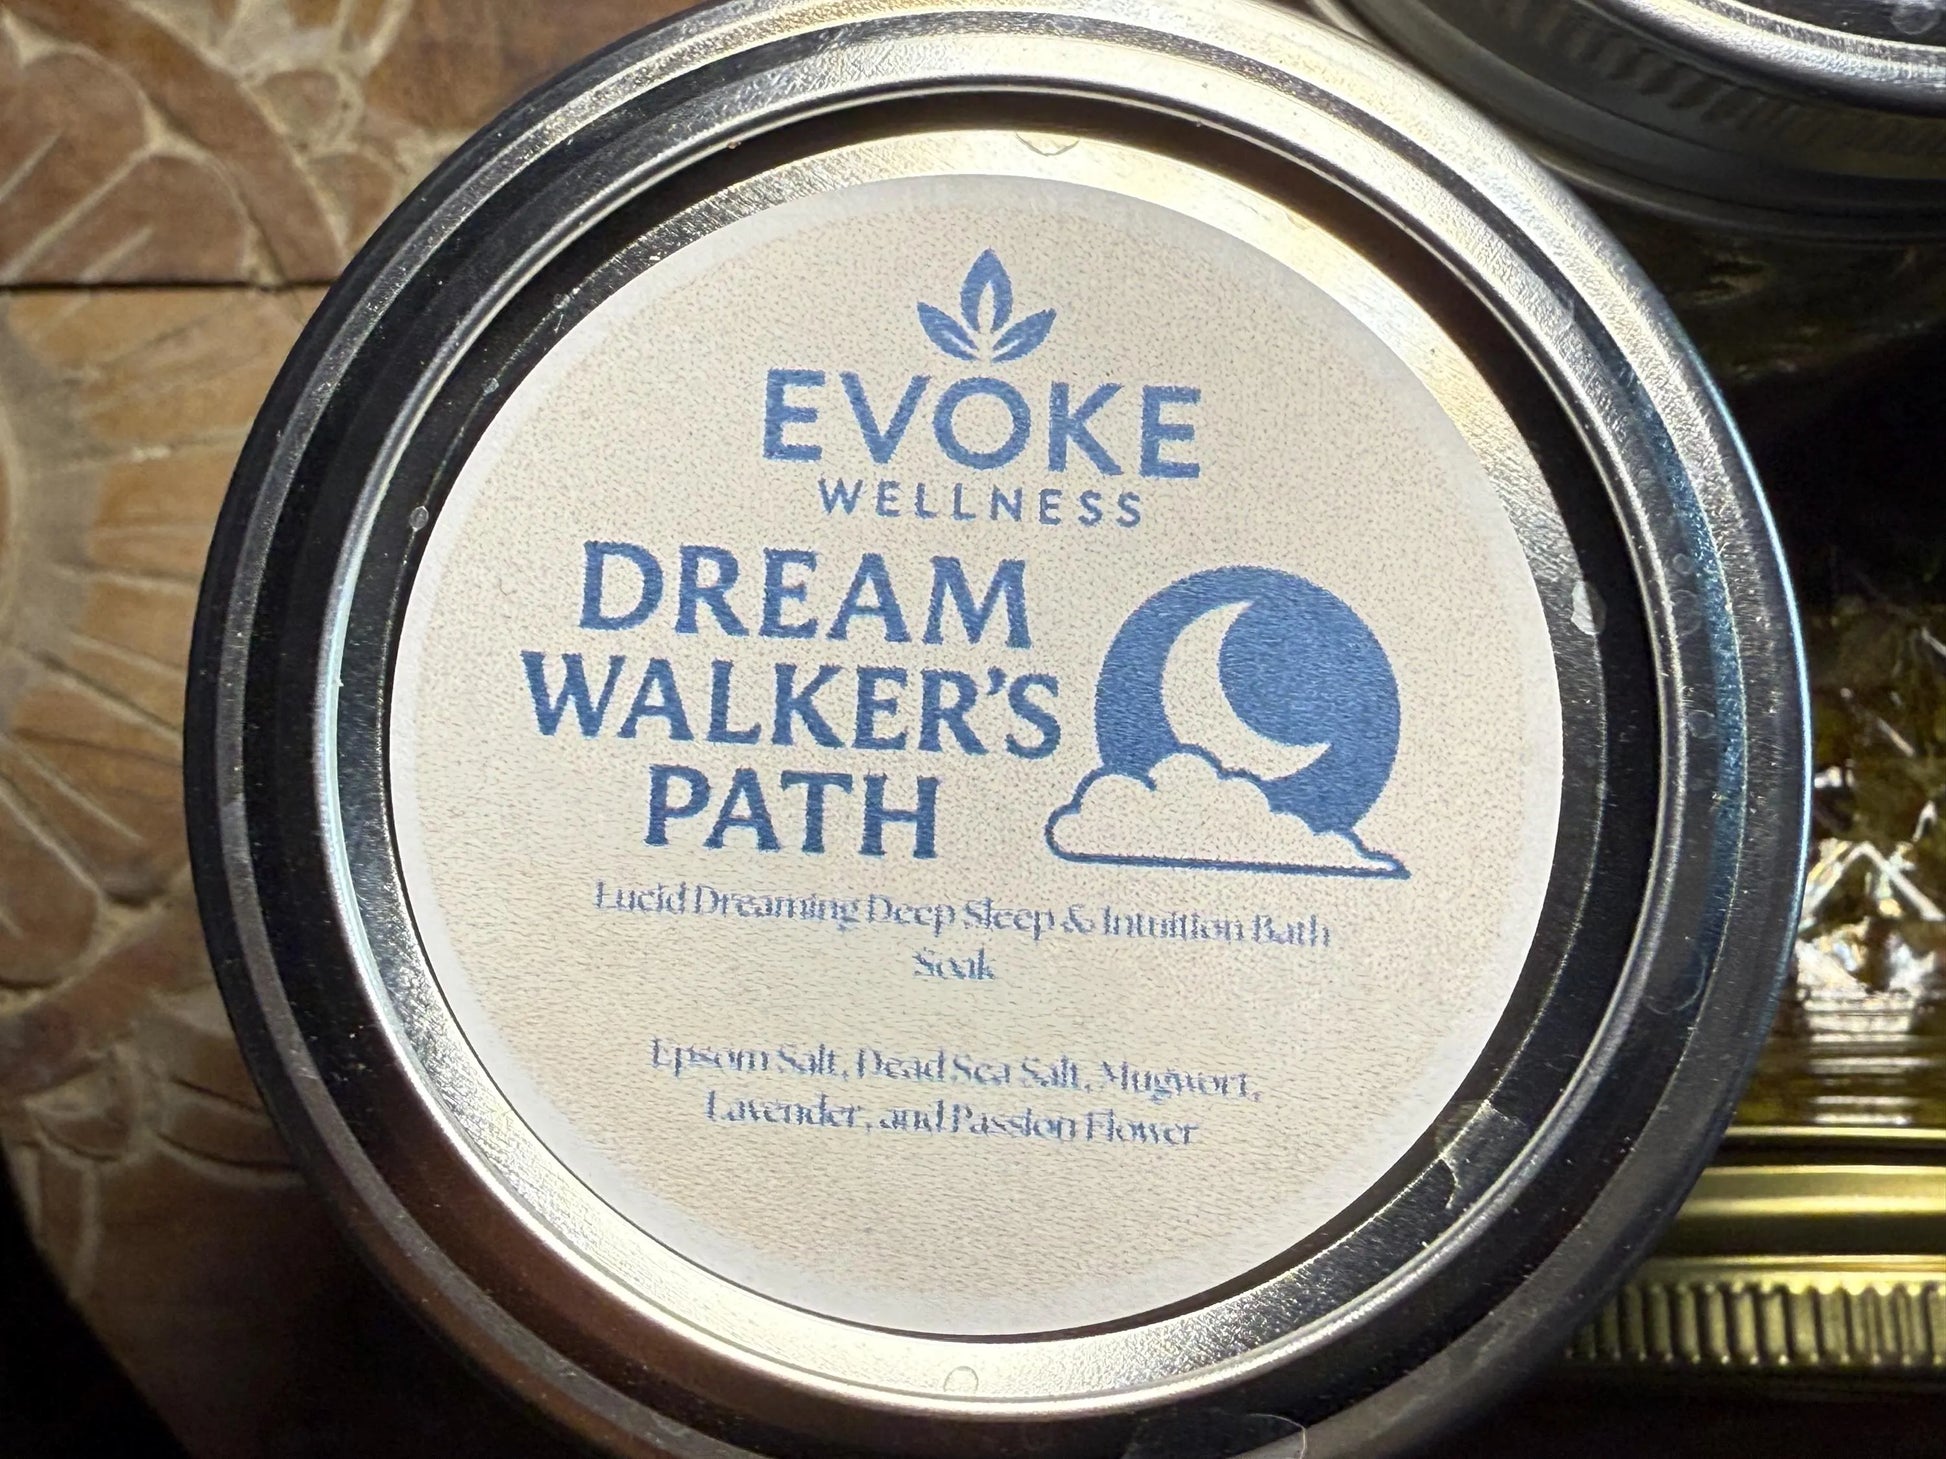 EVOKE
WELLNESS
DREAM
WALKER'S
PATH
Lucid Dreaming Deep Sleep & Intuition Bath
Soak
Epsom Salt, Dead Sea Salt, Mugwort,
Lavender, and Passion Flower